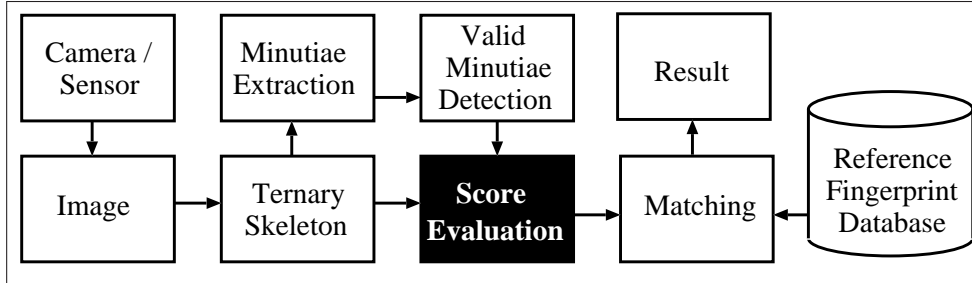 Camera /
Sensor
Minutiae
Extraction
Valid
Minutiae
Detection
Result
Image
Ternary
Skeleton
Score
Evaluation
Matching
Reference
Fingerprint
Database